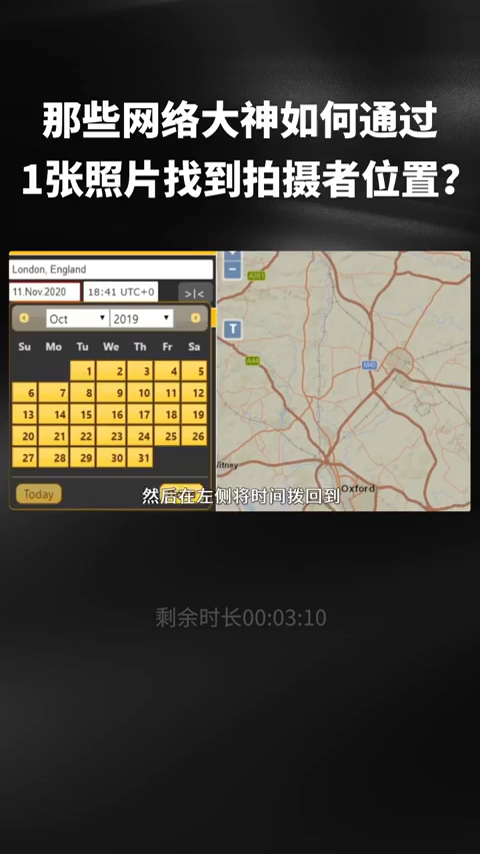 那些网络大神如何通过
1张照片找到拍摄者位置?
London, England
11.Nov.2020 18:41 UTC+0 >|<
Oct 2019
Su Mo Tu We Th Fr Sa
1 2 3 4 5
6 7 8 9 10 11 12
13 14 15 16 17 18 19
20 21 22 23 24 25 26
27 28 29 30 31
Today
A361
T
A44
M40
Witney
Oxford
然后在左侧将时间拨回到
剩余时长00:03:10